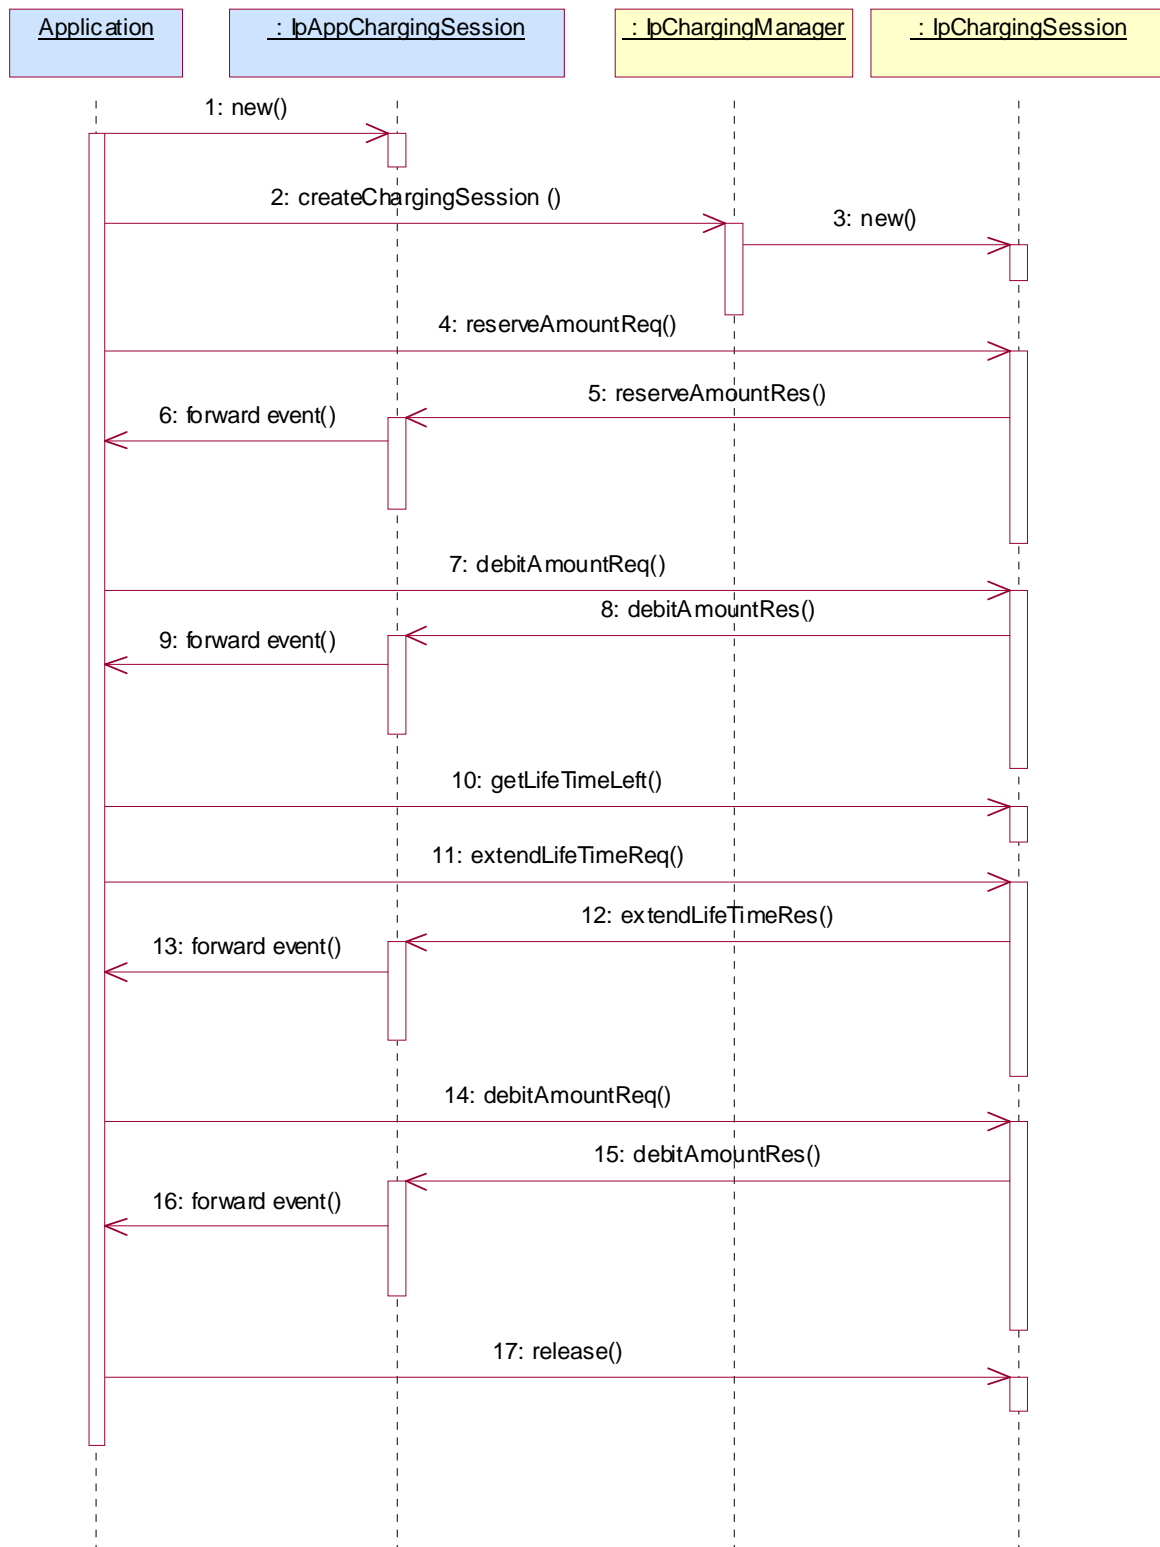 Application
: IpAppChargingSession
: IpChargingManager
: IpChargingSession
1: new()
2: createChargingSession ()
3: new()
4: reserveAmountReq()
5: reserveAmountRes()
6: forward event()
7: debitAmountReq()
8: debitAmountRes()
9: forward event()
10: getLifeTimeLeft()
11: extendLifeTimeReq()
12: extendLifeTimeRes()
13: forward event()
14: debitAmountReq()
15: debitAmountRes()
16: forward event()
17: release()